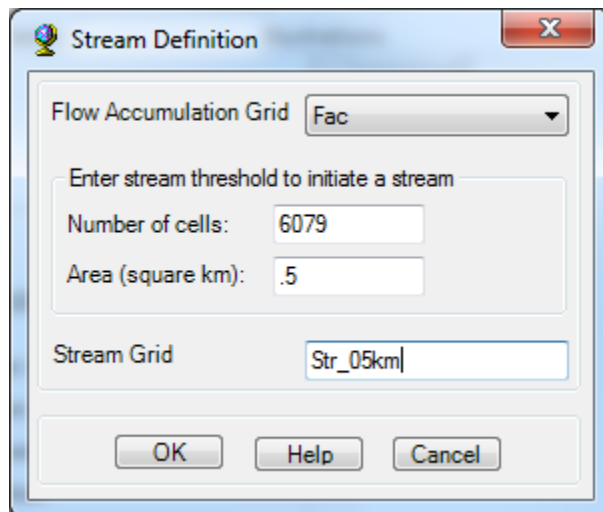 Stream Definition
Flow Accumulation Grid Fac
Enter stream threshold to initiate a stream
Number of cells: 6079
Area (square km): .5
Stream Grid Str_05km
OK Help Cancel